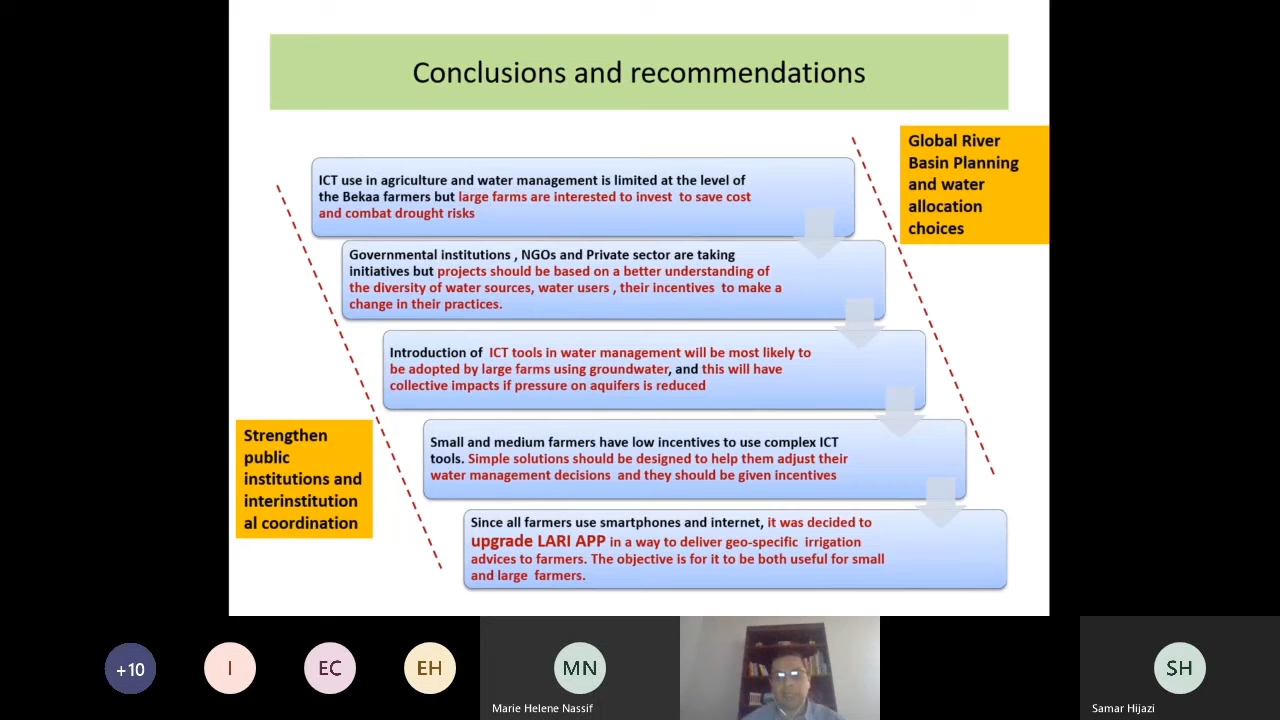 Conclusions and recommendations
Global River
Basin Planning
and water
allocation
choices
ICT use in agriculture and water management is limited at the level of
the Bekaa farmers but large farms are interested to invest to save cost
and combat drought risks
Governmental institutions , NGOs and Private sector are taking
initiatives but projects should be based on a better understanding of
the diversity of water sources, water users , their incentives to make a
change in their practices.
Introduction of ICT tools in water management will be most likely to
be adopted by large farms using groundwater, and this will have
collective impacts if pressure on aquifers is reduced
Strengthen
public
institutions and
interinstitution
al coordination
Small and medium farmers have low incentives to use complex ICT
tools. Simple solutions should be designed to help them adjust their
water management decisions and they should be given incentives
Since all farmers use smartphones and internet, it was decided to
upgrade LARI APP in a way to deliver geo-specific irrigation
advices to farmers. The objective is for it to be both useful for small
and large farmers.
+10
I
EC
EH
MN
Marie Helene Nassif
SH
Samar Hijazi